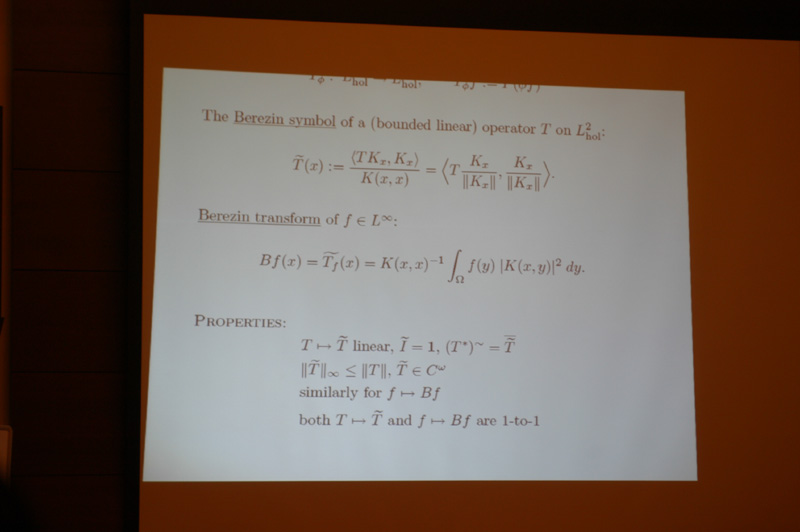 The Berezin symbol of a (bounded linear) operator T on L²_hol:
T̃(x) := ⟨TK_x, K_x⟩ / K(x, x) = ⟨T K_x / ‖K_x‖, K_x / ‖K_x‖⟩.
Berezin transform of f ∈ L^∞:
Bf(x) = T̃_f(x) = K(x, x)⁻¹ ∫_Ω f(y) |K(x, y)|² dy.
PROPERTIES:
T ↦ T̃ linear, Ĩ = 1, (T*)~ = \overline{T̃}
‖T̃‖_∞ ≤ ‖T‖, T̃ ∈ C^ω
similarly for f ↦ Bf
both T ↦ T̃ and f ↦ Bf are 1-to-1